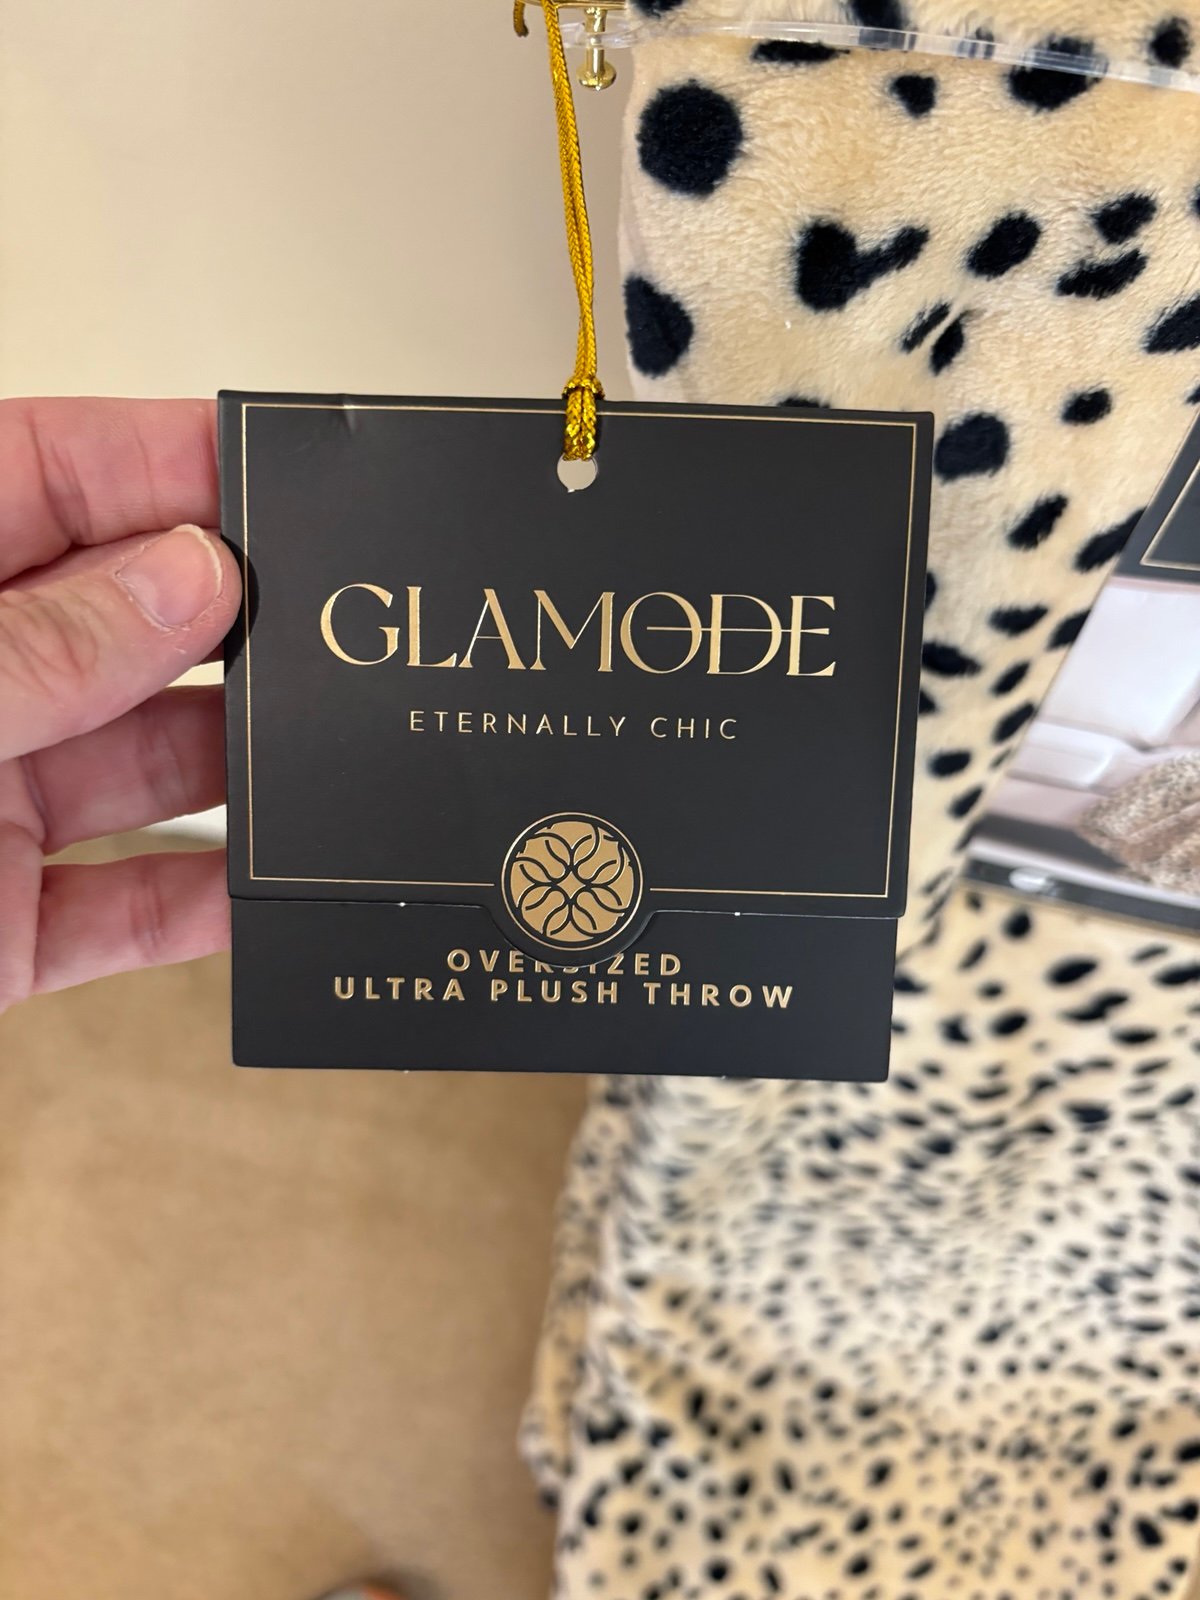 GLAMODE
ETERNALLY CHIC
OVERSIZED
ULTRA PLUSH THROW